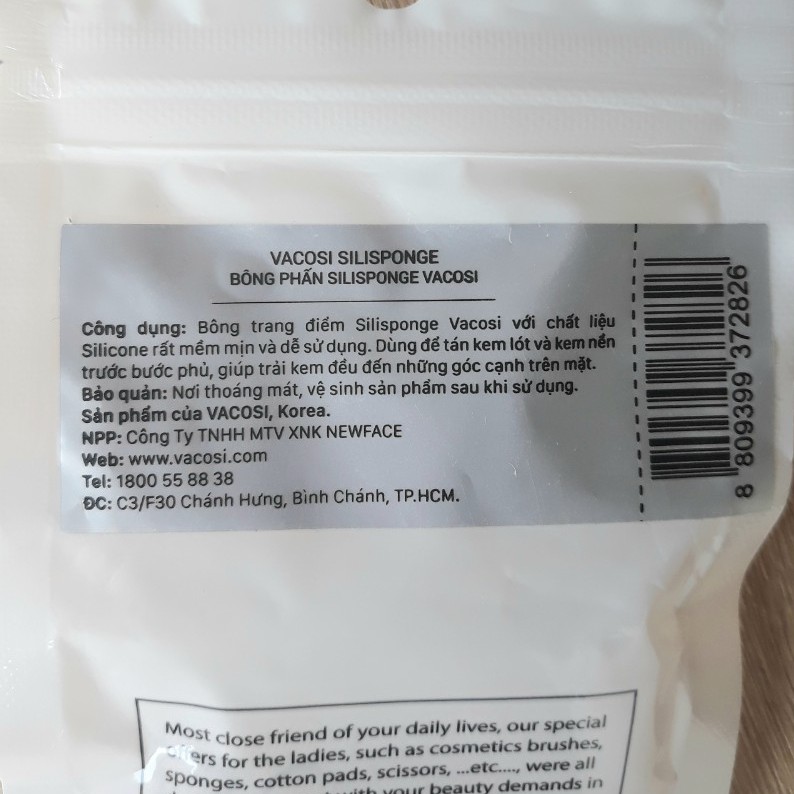 VACOSI SILISPONGE
BÔNG PHẤN SILISPONGE VACOSI
Công dụng: Bông trang điểm Silisponge Vacosi với chất liệu
Silicone rất mềm mịn và dễ sử dụng. Dùng để tán kem lót và kem nền
trước bước phủ, giúp trải kem đều đến những góc cạnh trên mặt.
Bảo quản: Nơi thoáng mát, vệ sinh sản phẩm sau khi sử dụng.
Sản phẩm của VACOSI, Korea.
NPP: Công Ty TNHH MTV XNK NEWFACE
Web: www.vacosi.com
Tel: 1800 55 88 38
ĐC: C3/F30 Chánh Hưng, Bình Chánh, TP.HCM.
8 809399 372826
Most close friend of your daily lives, our special
for the ladies, such as cosmetics brushes,
sponges, cotton pads, scissors, ...etc...., were all
with your beauty demands in